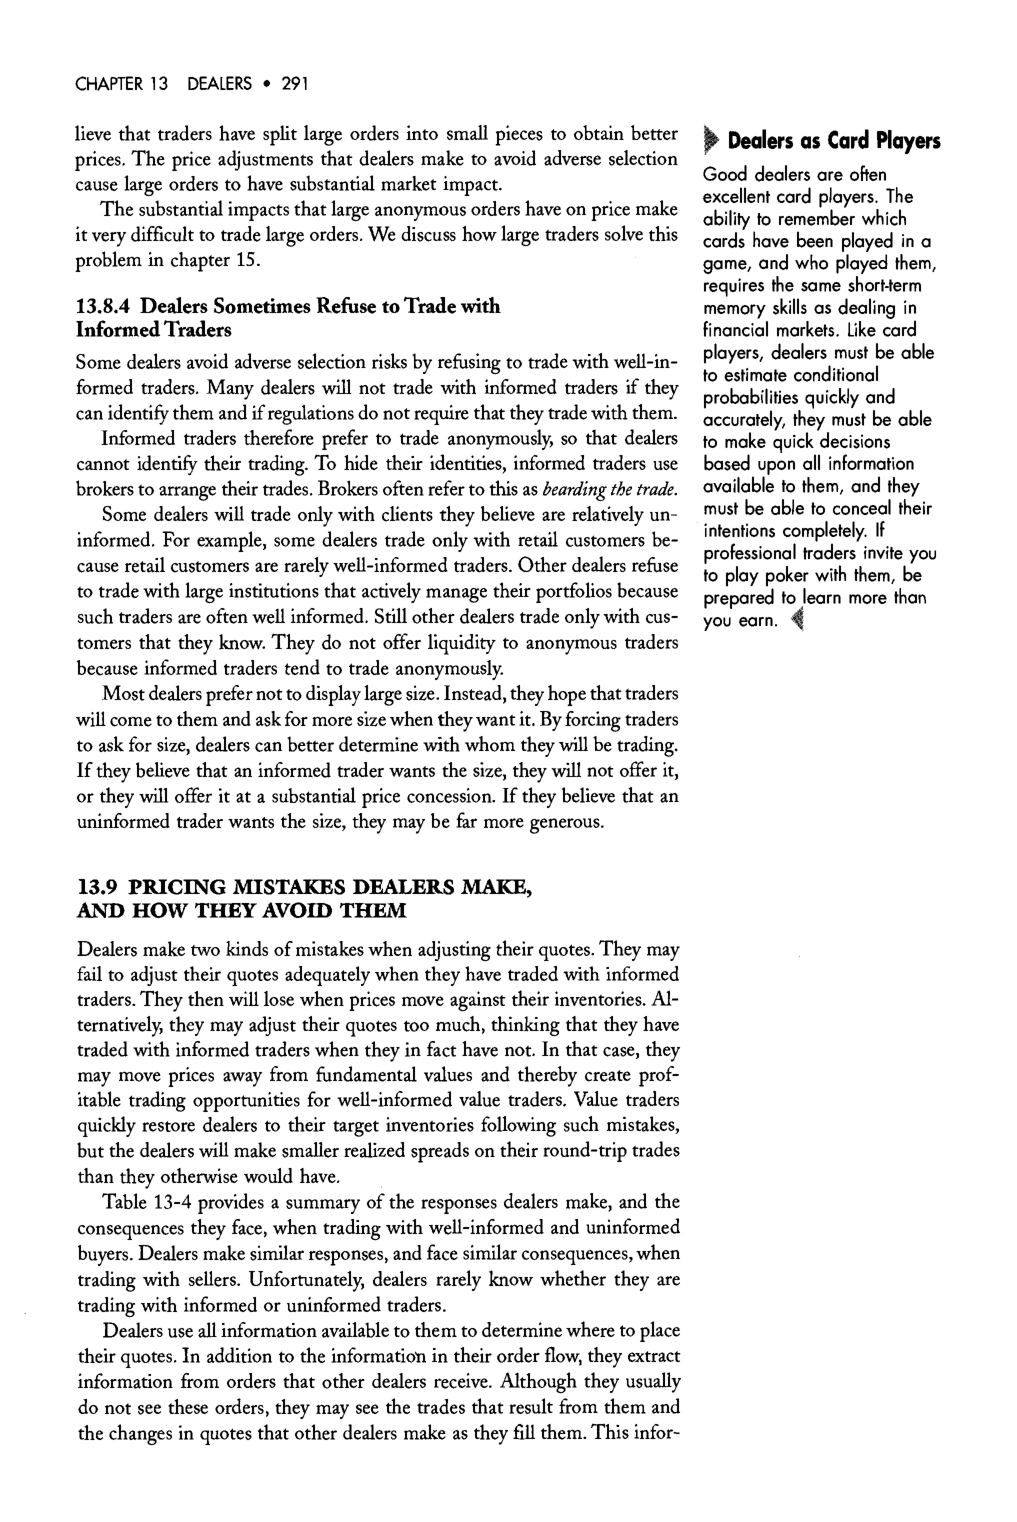 CHAPTER 13 DEALERS • 291
lieve that traders have split large orders into small pieces to obtain better
prices. The price adjustments that dealers make to avoid adverse selection
cause large orders to have substantial market impact.
The substantial impacts that large anonymous orders have on price make
it very difficult to trade large orders. We discuss how large traders solve this
problem in chapter 15.
13.8.4 Dealers Sometimes Refuse to Trade with
Informed Traders
Some dealers avoid adverse selection risks by refusing to trade with well-in-
formed traders. Many dealers will not trade with informed traders if they
can identify them and if regulations do not require that they trade with them.
Informed traders therefore prefer to trade anonymously, so that dealers
cannot identify their trading. To hide their identities, informed traders use
brokers to arrange their trades. Brokers often refer to this as bearding the trade.
Some dealers will trade only with clients they believe are relatively un-
informed. For example, some dealers trade only with retail customers be-
cause retail customers are rarely well-informed traders. Other dealers refuse
to trade with large institutions that actively manage their portfolios because
such traders are often well informed. Still other dealers trade only with cus-
tomers that they know. They do not offer liquidity to anonymous traders
because informed traders tend to trade anonymously.
Most dealers prefer not to display large size. Instead, they hope that traders
will come to them and ask for more size when they want it. By forcing traders
to ask for size, dealers can better determine with whom they will be trading.
If they believe that an informed trader wants the size, they will not offer it,
or they will offer it at a substantial price concession. If they believe that an
uninformed trader wants the size, they may be far more generous.
13.9 PRICING MISTAKES DEALERS MAKE,
AND HOW THEY AVOID THEM
Dealers make two kinds of mistakes when adjusting their quotes. They may
fail to adjust their quotes adequately when they have traded with informed
traders. They then will lose when prices move against their inventories. Al-
ternatively, they may adjust their quotes too much, thinking that they have
traded with informed traders when they in fact have not. In that case, they
may move prices away from fundamental values and thereby create prof-
itable trading opportunities for well-informed value traders. Value traders
quickly restore dealers to their target inventories following such mistakes,
but the dealers will make smaller realized spreads on their round-trip trades
than they otherwise would have.
Table 13-4 provides a summary of the responses dealers make, and the
consequences they face, when trading with well-informed and uninformed
buyers. Dealers make similar responses, and face similar consequences, when
trading with sellers. Unfortunately, dealers rarely know whether they are
trading with informed or uninformed traders.
Dealers use all information available to them to determine where to place
their quotes. In addition to the information in their order flow, they extract
information from orders that other dealers receive. Although they usually
do not see these orders, they may see the trades that result from them and
the changes in quotes that other dealers make as they fill them. This infor-
Dealers as Card Players
Good dealers are often
excellent card players. The
ability to remember which
cards have been played in a
game, and who played them,
requires the same short-term
memory skills as dealing in
financial markets. Like card
players, dealers must be able
to estimate conditional
probabilities quickly and
accurately, they must be able
to make quick decisions
based upon all information
available to them, and they
must be able to conceal their
intentions completely. If
professional traders invite you
to play poker with them, be
prepared to learn more than
you earn.